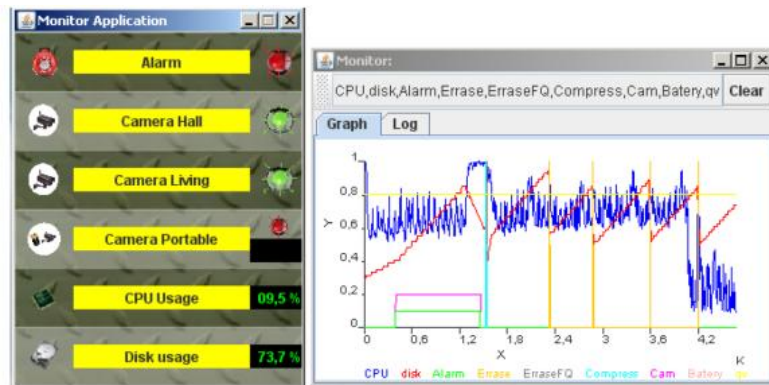 Monitor Application
Alarm
Camera Hall
Camera Living
Camera Portable
CPU Usage 09,5 %
Disk usage 73,7 %
Monitor:
CPU,disk,Alarm,Errase,ErraseFQ,Compress,Cam,Batery,qv Clear
Graph Log
1
0,8
0,6
0,4
0,2
0
Y
0 0,6 1,2 1,8 2,4 3 3,6 4,2
X
K
CPU disk Alarm Errase ErraseFQ Compress Cam Batery qv